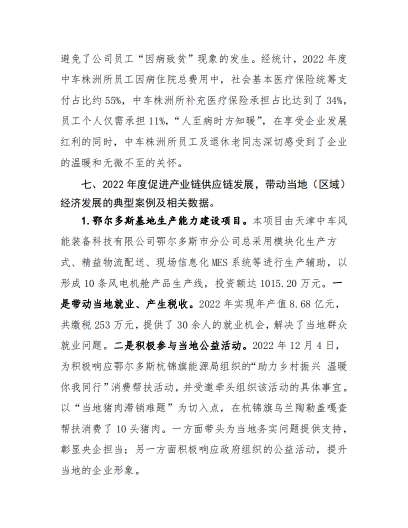 避免了公司员工“因病致贫”现象的发生。经统计，2022 年度
中车株洲所员工因病住院总费用中，社会基本医疗保险统筹支
付占比约 55%，中车株洲所补充医疗保险承担占比达到了 34%，
员工个人仅需承担 11%，“人至病时方知暖”，在享受企业发展
红利的同时，中车株洲所员工及退休老同志深切感受到了企业
的温暖和无微不至的关怀。
七、2022 年度促进产业链供应链发展，带动当地（区域）
经济发展的典型案例及相关数据。
1.鄂尔多斯基地生产能力建设项目。本项目由天津中车风
能装备科技有限公司鄂尔多斯市分公司总采用模块化生产方
式、精益物流配送、现场信息化 MES 系统等进行生产辅助，以
形成 10 条风电机舱产品生产线，投资额达 1015.20 万元。一
是带动当地就业、产生税收。2022 年实现年产值 8.68 亿元，
共缴税 253 万元，提供了 30 余人的就业机会，解决了当地群众
就业问题。二是积极参与当地公益活动。2022 年 12 月 4 日，
为积极响应鄂尔多斯杭锦旗能源局组织的“助力乡村振兴 温暖
你我同行”消费帮扶活动，并受邀牵头组织该活动的具体事宜。
以“当地猪肉滞销难题”为切入点，在杭锦旗乌兰陶勒盖嘎查
帮扶消费了 10 头猪肉。一方面带头为当地务实问题提供支持，
彰显央企担当；另一方面积极响应政府组织的公益活动，提升
当地的企业形象。